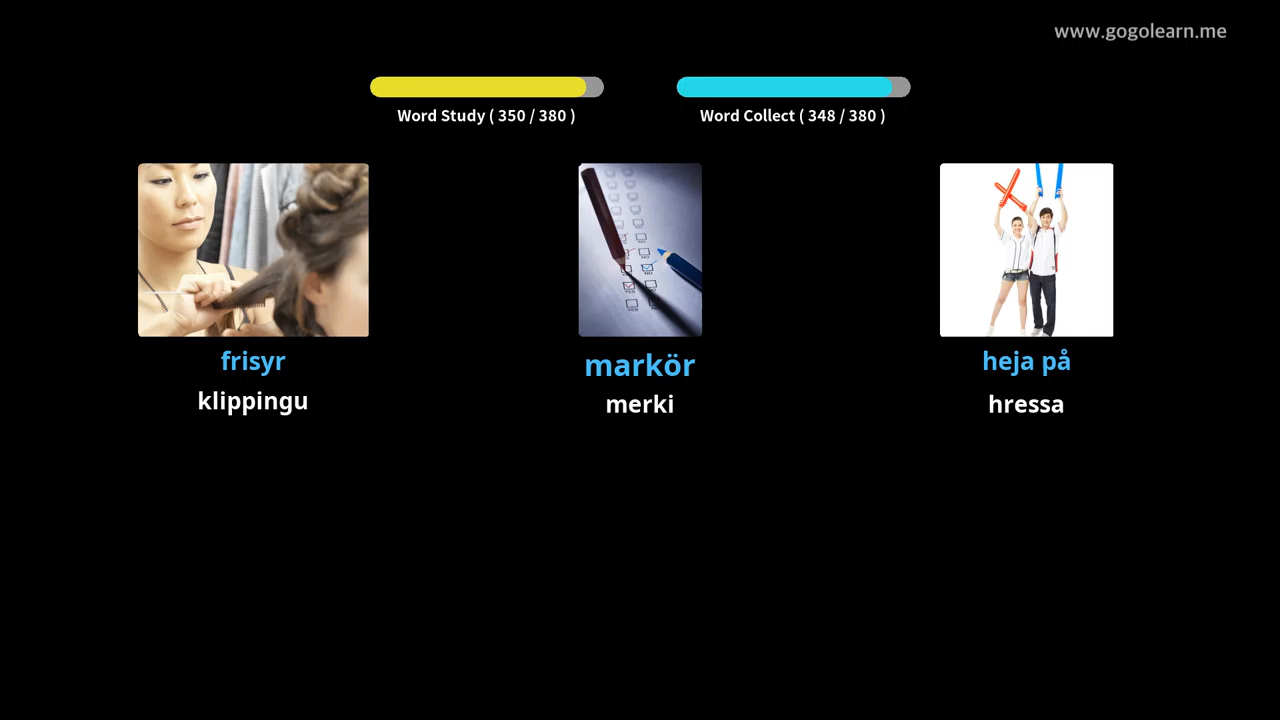 www.gogolearn.me
Word Study ( 350 / 380 )
Word Collect ( 348 / 380 )
frisyr
markör
heja på
klippingu
merki
hressa